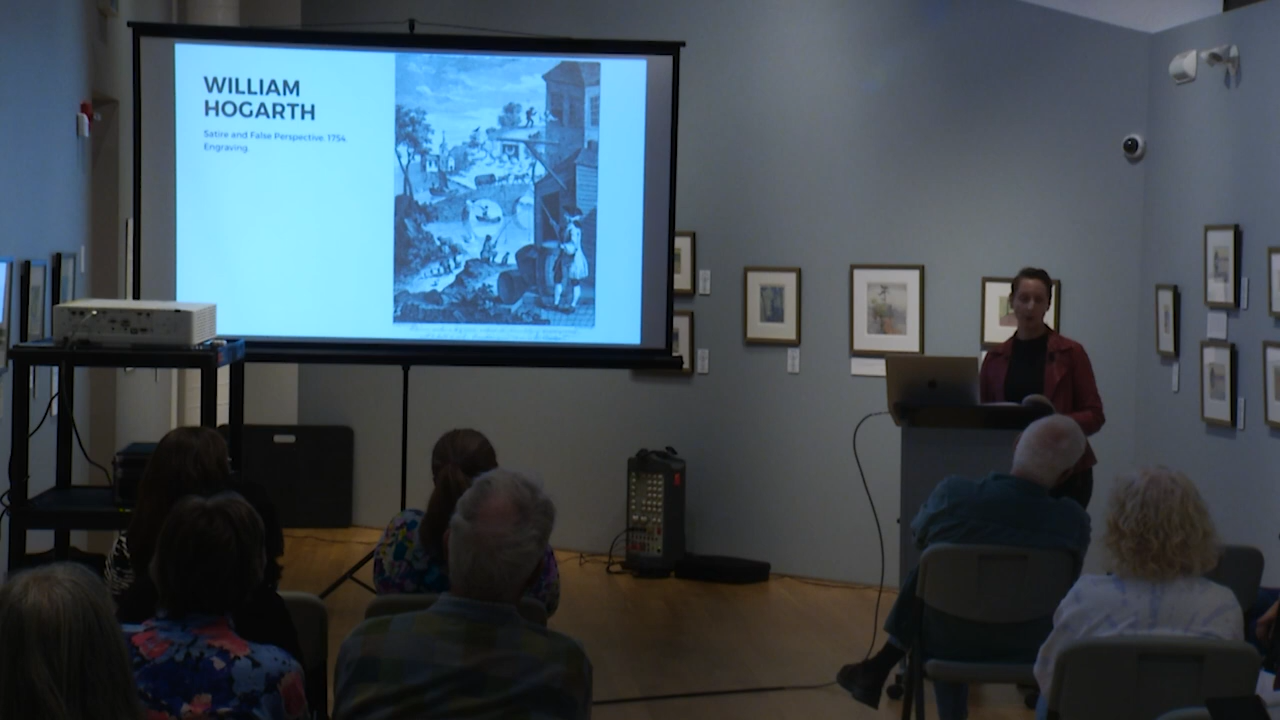 WILLIAM
HOGARTH
Satire and False Perspective. 1754.
Engraving.